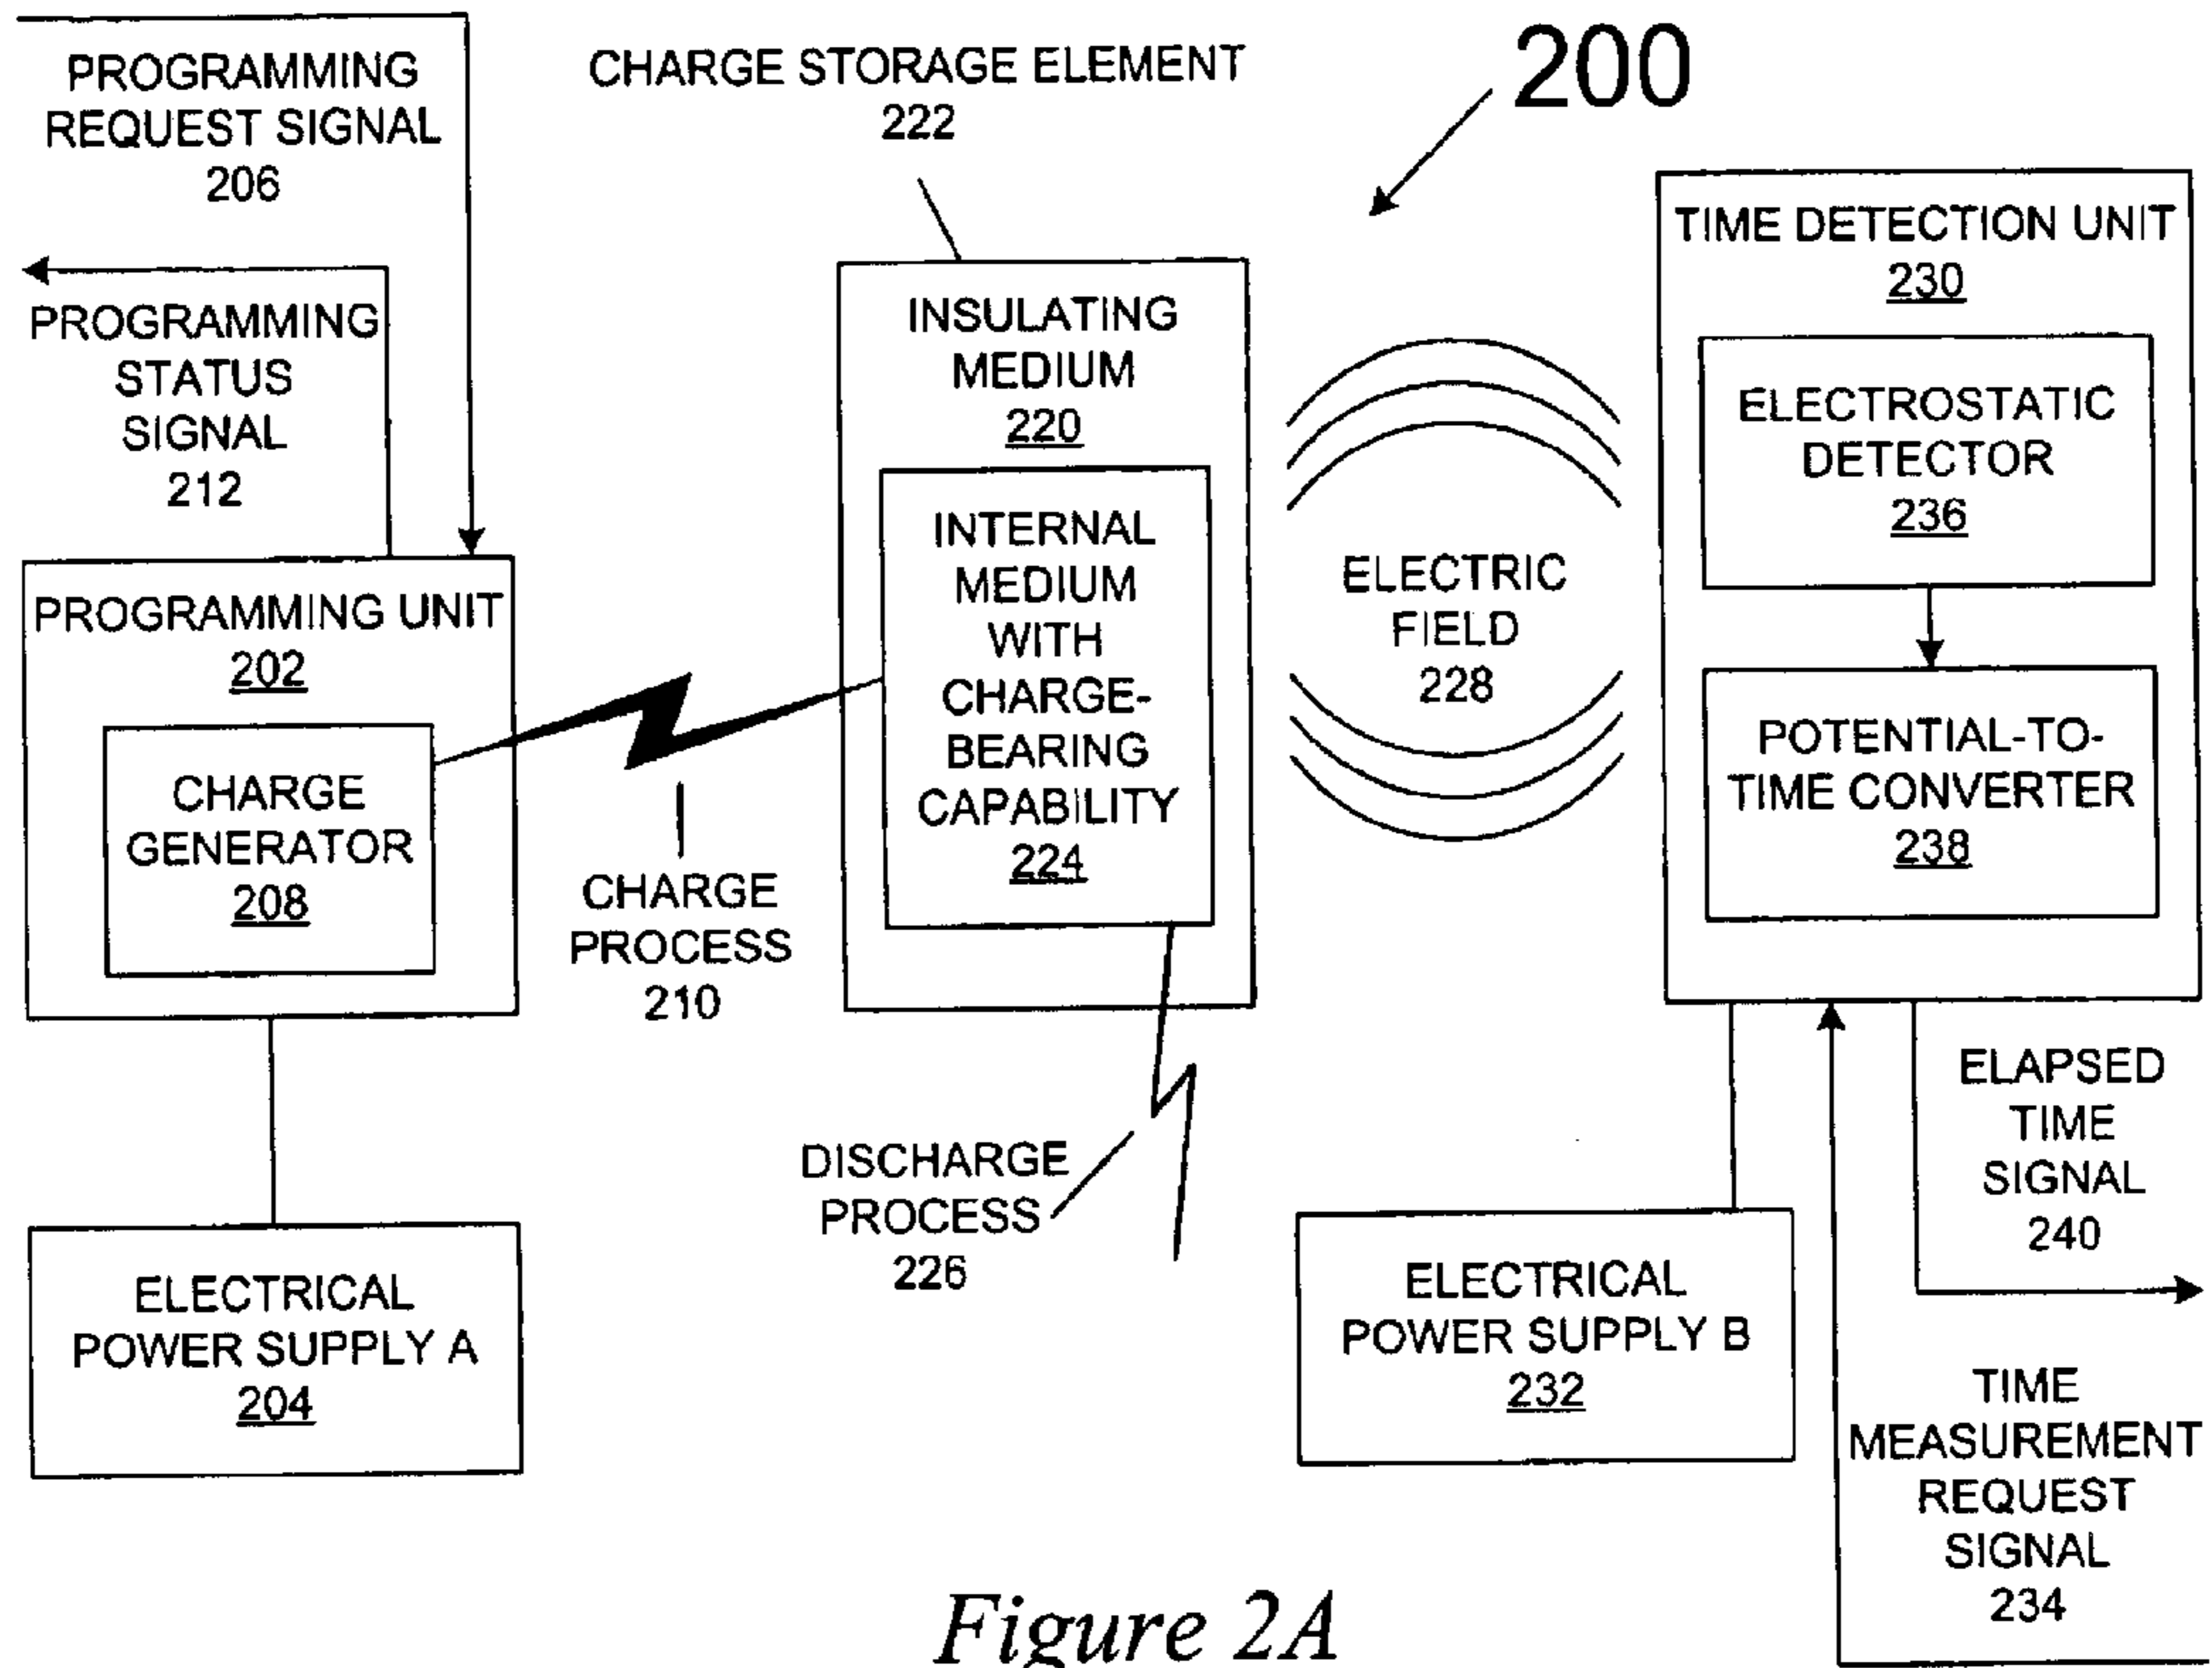 PROGRAMMING
REQUEST SIGNAL
206
CHARGE STORAGE ELEMENT
222
200
PROGRAMMING
STATUS
SIGNAL
212
PROGRAMMING UNIT
202
CHARGE
GENERATOR
208
CHARGE
PROCESS
210
ELECTRICAL
POWER SUPPLY A
204
INSULATING
MEDIUM
220
INTERNAL
MEDIUM
WITH
CHARGE-
BEARING
CAPABILITY
224
DISCHARGE
PROCESS
226
ELECTRIC
FIELD
228
TIME DETECTION UNIT
230
ELECTROSTATIC
DETECTOR
236
POTENTIAL-TO-
TIME CONVERTER
238
ELECTRICAL
POWER SUPPLY B
232
ELAPSED
TIME
SIGNAL
240
TIME
MEASUREMENT
REQUEST
SIGNAL
234
Figure 2A